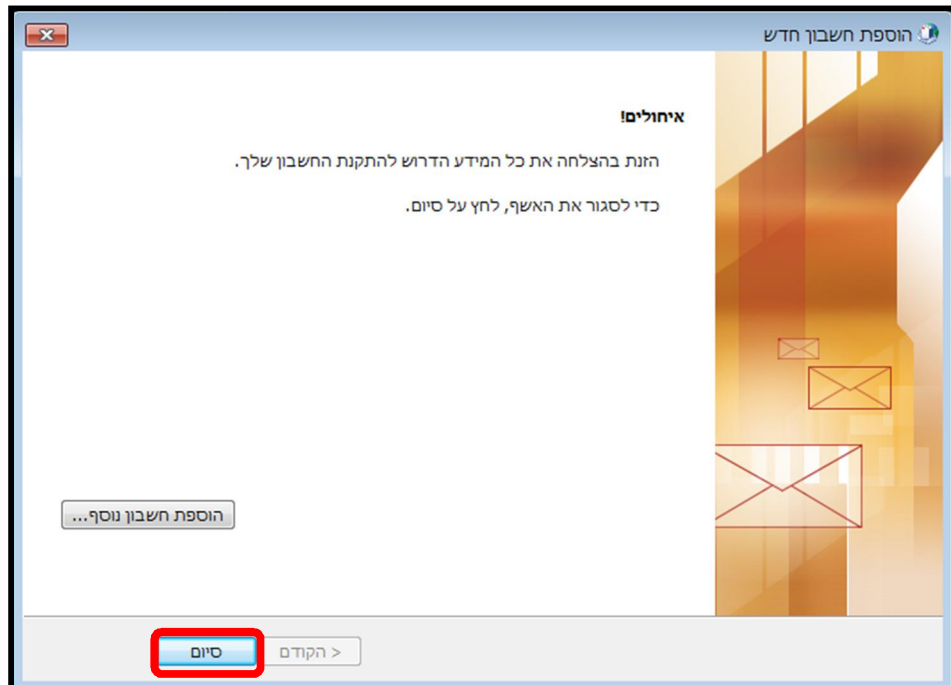 הוספת חשבון חדש
איחולים!
הזנת בהצלחה את כל המידע הדרוש להתקנת החשבון שלך.
כדי לסגור את האשף, לחץ על סיום.
הוספת חשבון נוסף...
< הקודם
סיום